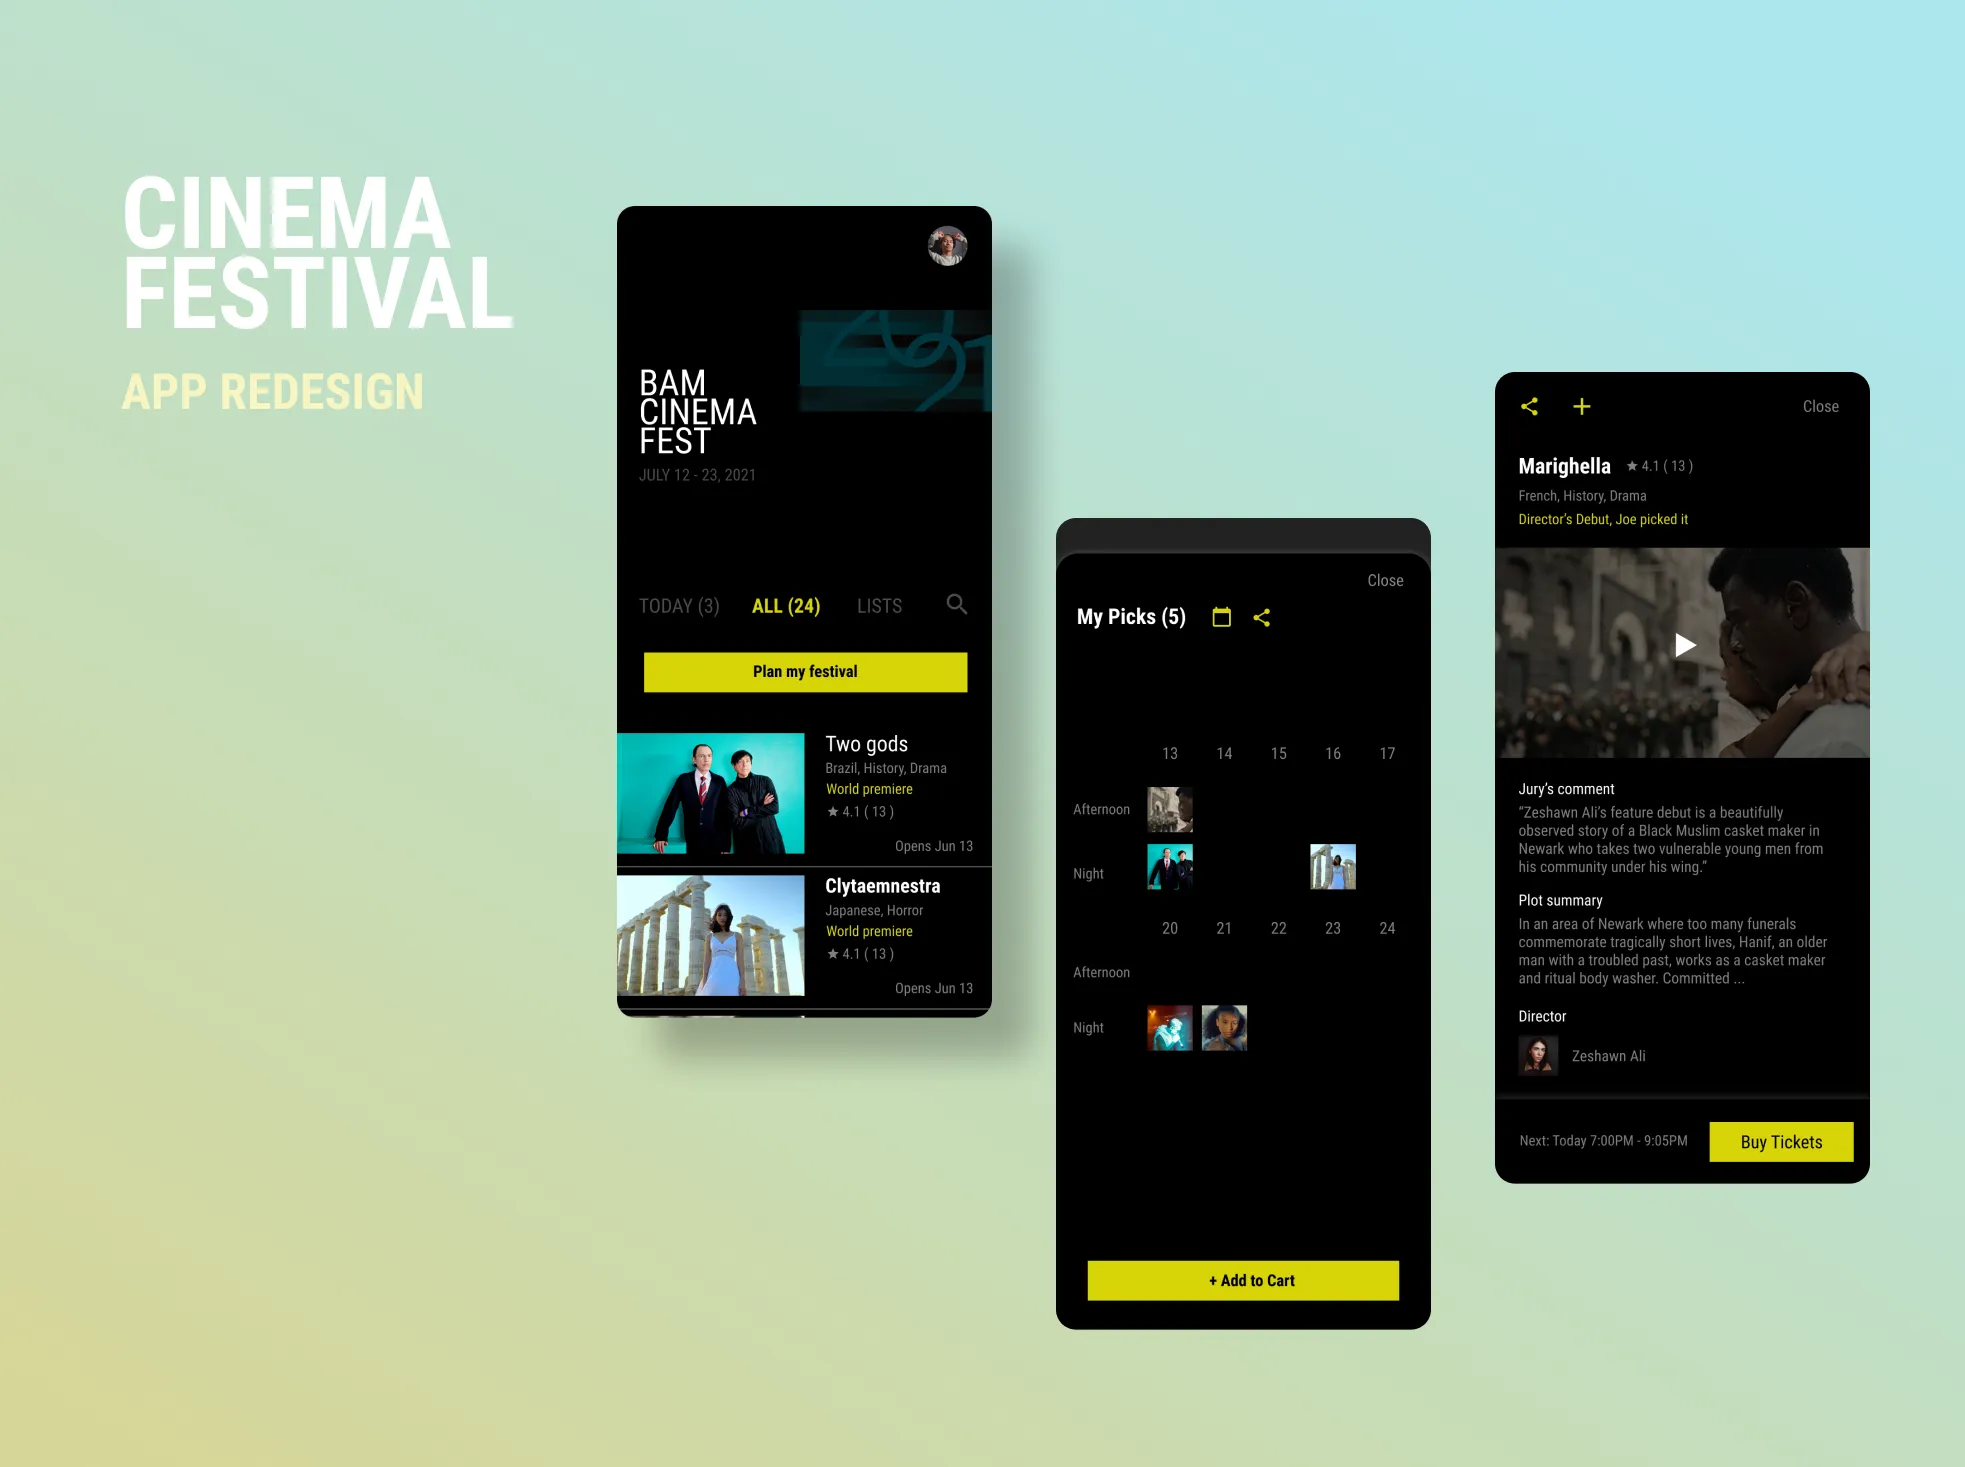 CINEMA
FESTIVAL
APP REDESIGN
BAM
CINEMA
FEST
JULY 12 - 23, 2021
TODAY (3) ALL (24) LISTS
Plan my festival
Two gods
Brazil, History, Drama
World premiere
★ 4.1 ( 13 )
Opens Jun 13
Clytaemnestra
Japanese, Horror
World premiere
★ 4.1 ( 13 )
Opens Jun 13
Close
My Picks (5)
13 14 15 16 17
Afternoon
Night
20 21 22 23 24
Afternoon
Night
+ Add to Cart
Close
Marighella ★ 4.1 ( 13 )
French, History, Drama
Director’s Debut, Joe picked it
Jury’s comment
“Zeshawn Ali’s feature debut is a beautifully
observed story of a Black Muslim casket maker in
Newark who takes two vulnerable young men from
his community under his wing.”
Plot summary
In an area of Newark where too many funerals
commemorate tragically short lives, Hanif, an older
man with a troubled past, works as a casket maker
and ritual body washer. Committed ...
Director
Zeshawn Ali
Next: Today 7:00PM - 9:05PM
Buy Tickets